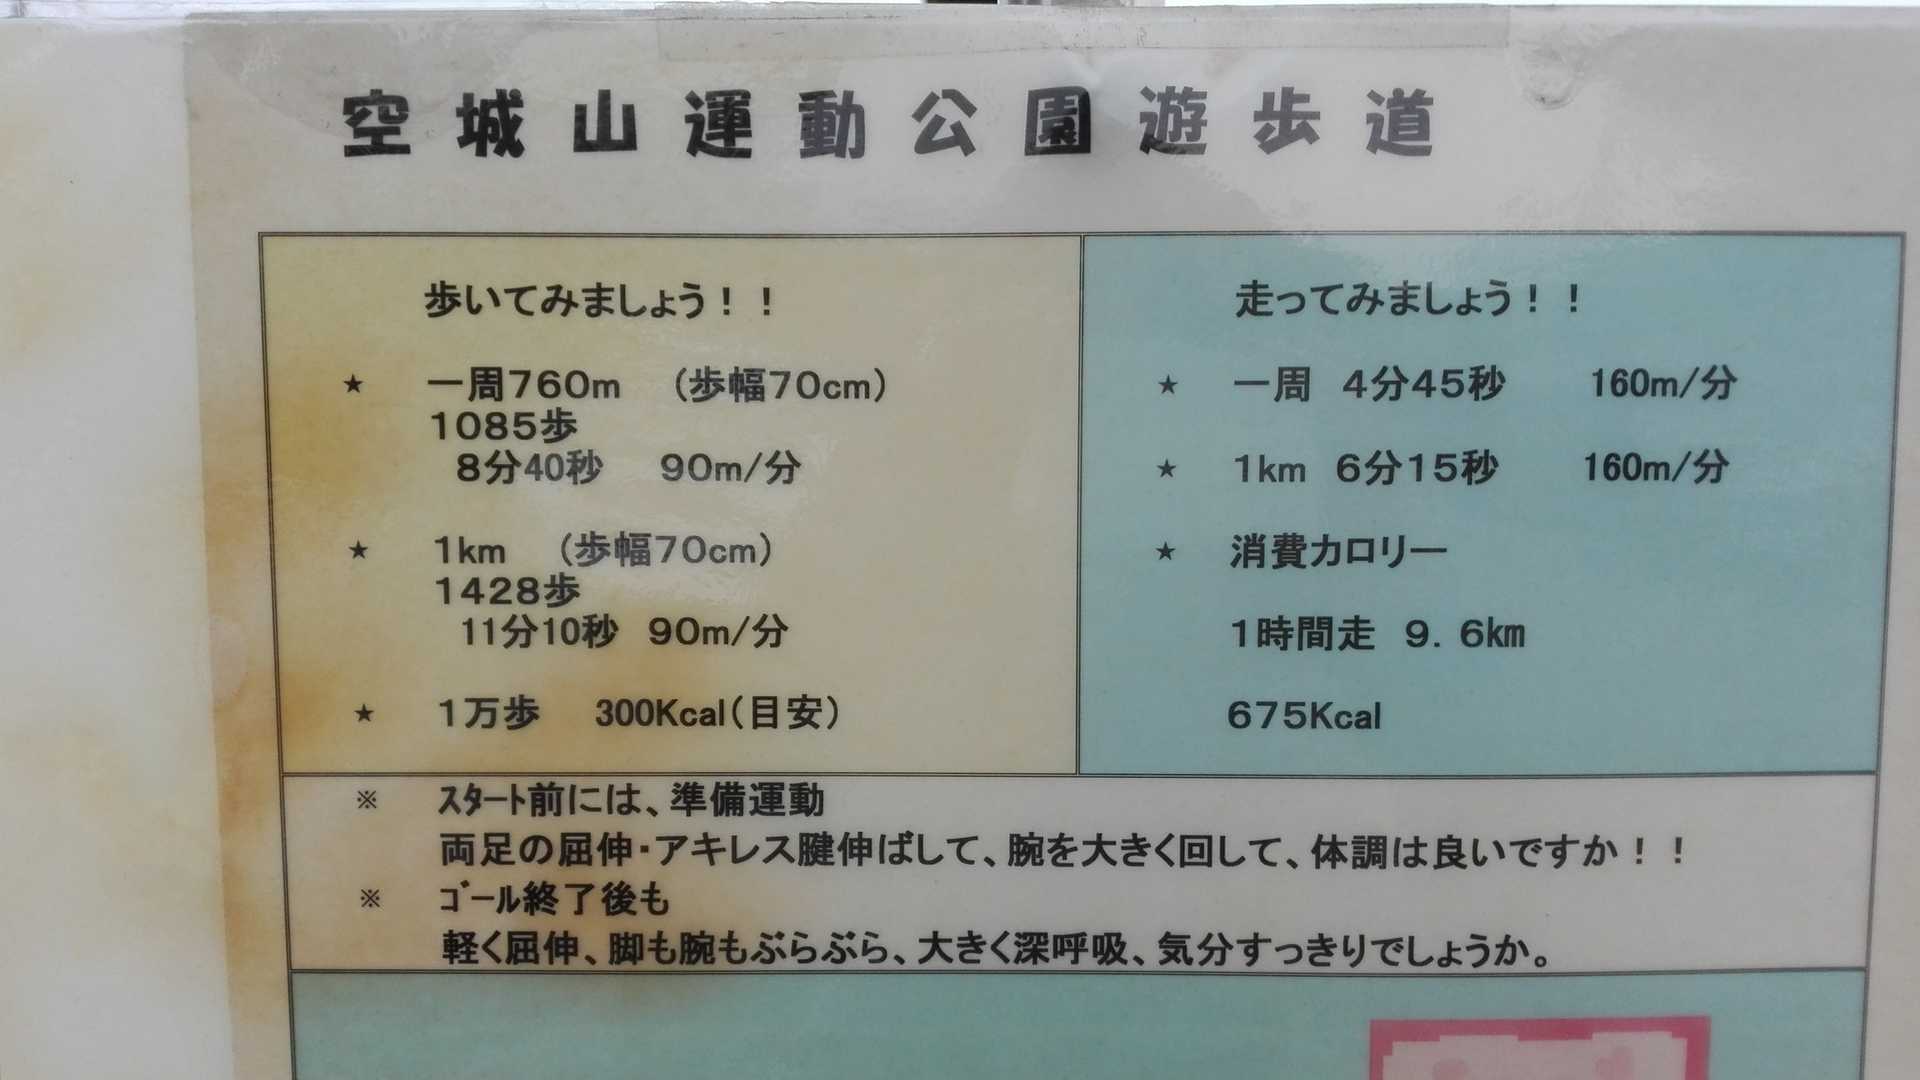 空城山運動公園遊歩道
歩いてみましょう！！
★ 一周760m （歩幅70cm）
1085歩
8分40秒 90m/分
★ 1km （歩幅70cm）
1428歩
11分10秒 90m/分
★ 1万歩 300Kcal（目安）
走ってみましょう！！
★ 一周 4分45秒 160m/分
★ 1km 6分15秒 160m/分
★ 消費カロリー
1時間走 9.6㎞
675Kcal
※ ｽﾀｰﾄ前には、準備運動
両足の屈伸・アキレス腱伸ばして、腕を大きく回して、体調は良いですか！！
※ ｺﾞｰﾙ終了後も
軽く屈伸、脚も腕もぶらぶら、大きく深呼吸、気分すっきりでしょうか。